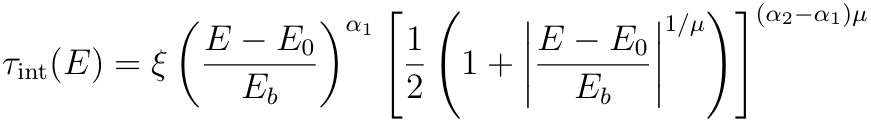 τ_int(E) = ξ ((E − E_0)/E_b)^{α_1} [1/2 (1 + |(E − E_0)/E_b|^{1/μ})]^{(α_2−α_1)μ}